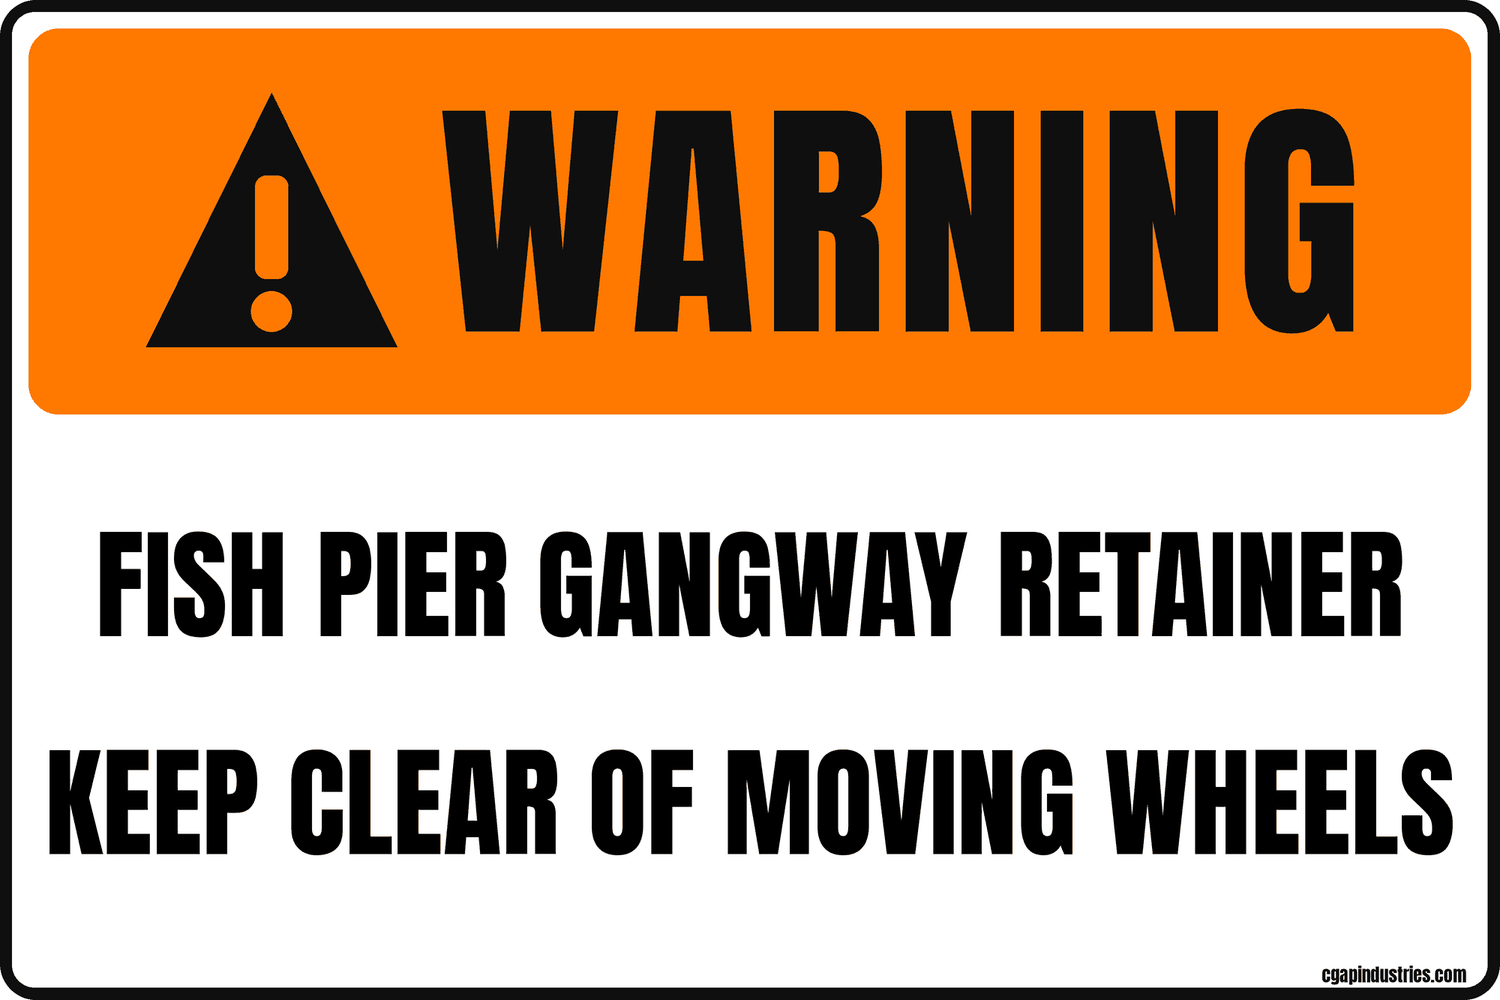 WARNING
FISH PIER GANGWAY RETAINER
KEEP CLEAR OF MOVING WHEELS
cgapindustries.com